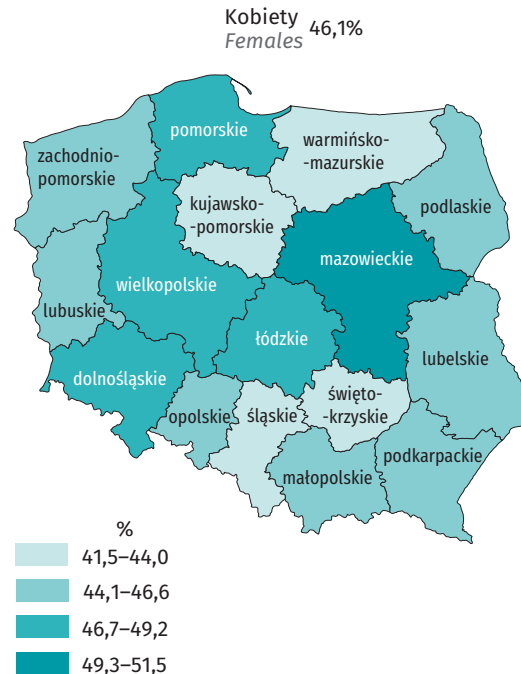 Kobiety 46,1%
Females
pomorskie
warmińsko-
mazurskie
zachodnio-
pomorskie
kujawsko-
-pomorskie
podlaskie
mazowieckie
wielkopolskie
lubuskie
łódzkie
lubelskie
dolnośląskie
święto-
-krzyskie
opolskie
śląskie
podkarpackie
małopolskie
%
41,5–44,0
44,1–46,6
46,7–49,2
49,3–51,5